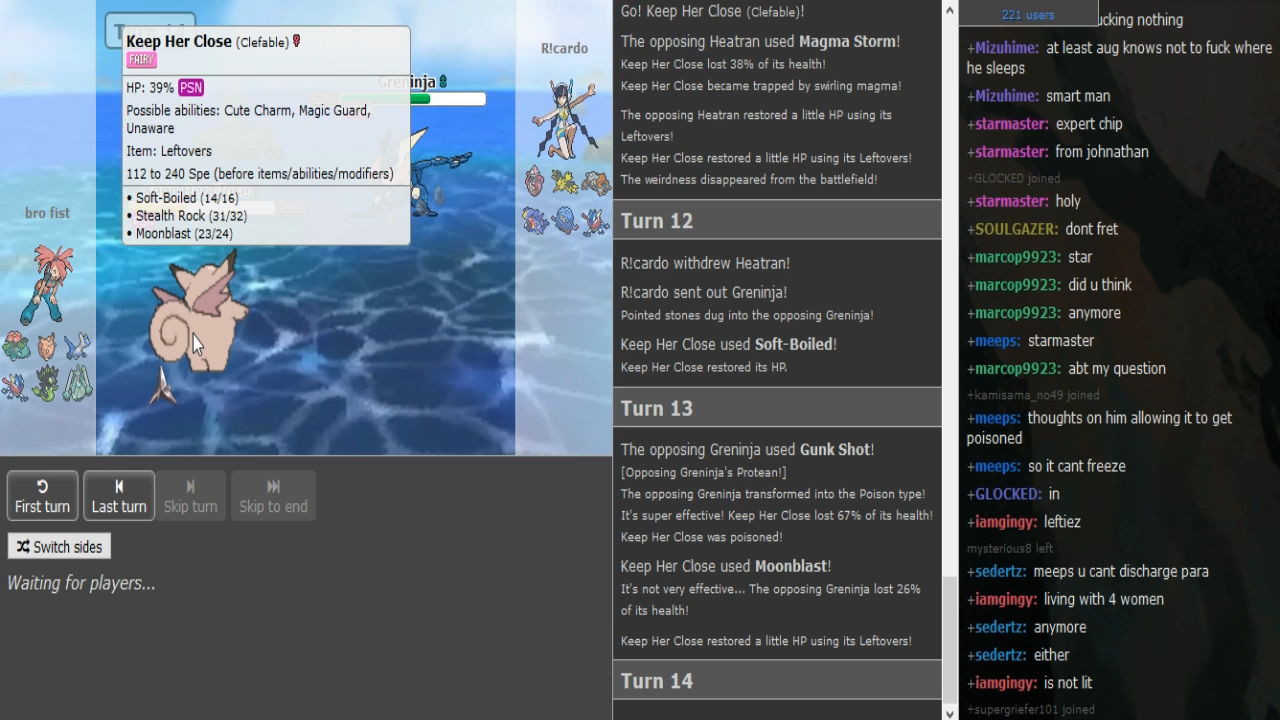 Keep Her Close (Clefable)
FAIRY
HP: 39% PSN
Possible abilities: Cute Charm, Magic Guard,
Unaware
Item: Leftovers
112 to 240 Spe (before items/abilities/modifiers)
• Soft-Boiled (14/16)
• Stealth Rock (31/32)
• Moonblast (23/24)
Greninja
R!cardo
bro fist
First turn
Last turn
Skip turn
Skip to end
Switch sides
Waiting for players...
Go! Keep Her Close (Clefable)!
The opposing Heatran used Magma Storm!
Keep Her Close lost 38% of its health!
Keep Her Close became trapped by swirling magma!
The opposing Heatran restored a little HP using its
Leftovers!
Keep Her Close restored a little HP using its Leftovers!
The weirdness disappeared from the battlefield!
Turn 12
R!cardo withdrew Heatran!
R!cardo sent out Greninja!
Pointed stones dug into the opposing Greninja!
Keep Her Close used Soft-Boiled!
Keep Her Close restored its HP.
Turn 13
The opposing Greninja used Gunk Shot!
[Opposing Greninja's Protean!]
The opposing Greninja transformed into the Poison type!
It's super effective! Keep Her Close lost 67% of its health!
Keep Her Close was poisoned!
Keep Her Close used Moonblast!
It's not very effective... The opposing Greninja lost 26%
of its health!
Keep Her Close restored a little HP using its Leftovers!
Turn 14
221 users
ucking nothing
+Mizuhime: at least aug knows not to fuck where
he sleeps
+Mizuhime: smart man
+starmaster: expert chip
+starmaster: from johnathan
+GLOCKED joined
+starmaster: holy
+SOULGAZER: dont fret
+marcop9923: star
+marcop9923: did u think
+marcop9923: anymore
+meeps: starmaster
+marcop9923: abt my question
+kamisama_no49 joined
+meeps: thoughts on him allowing it to get
poisoned
+meeps: so it cant freeze
+GLOCKED: in
+iamgingy: leftiez
mysterious8 left
+sedertz: meeps u cant discharge para
+iamgingy: living with 4 women
+sedertz: anymore
+sedertz: either
+iamgingy: is not lit
+supergriefer101 joined